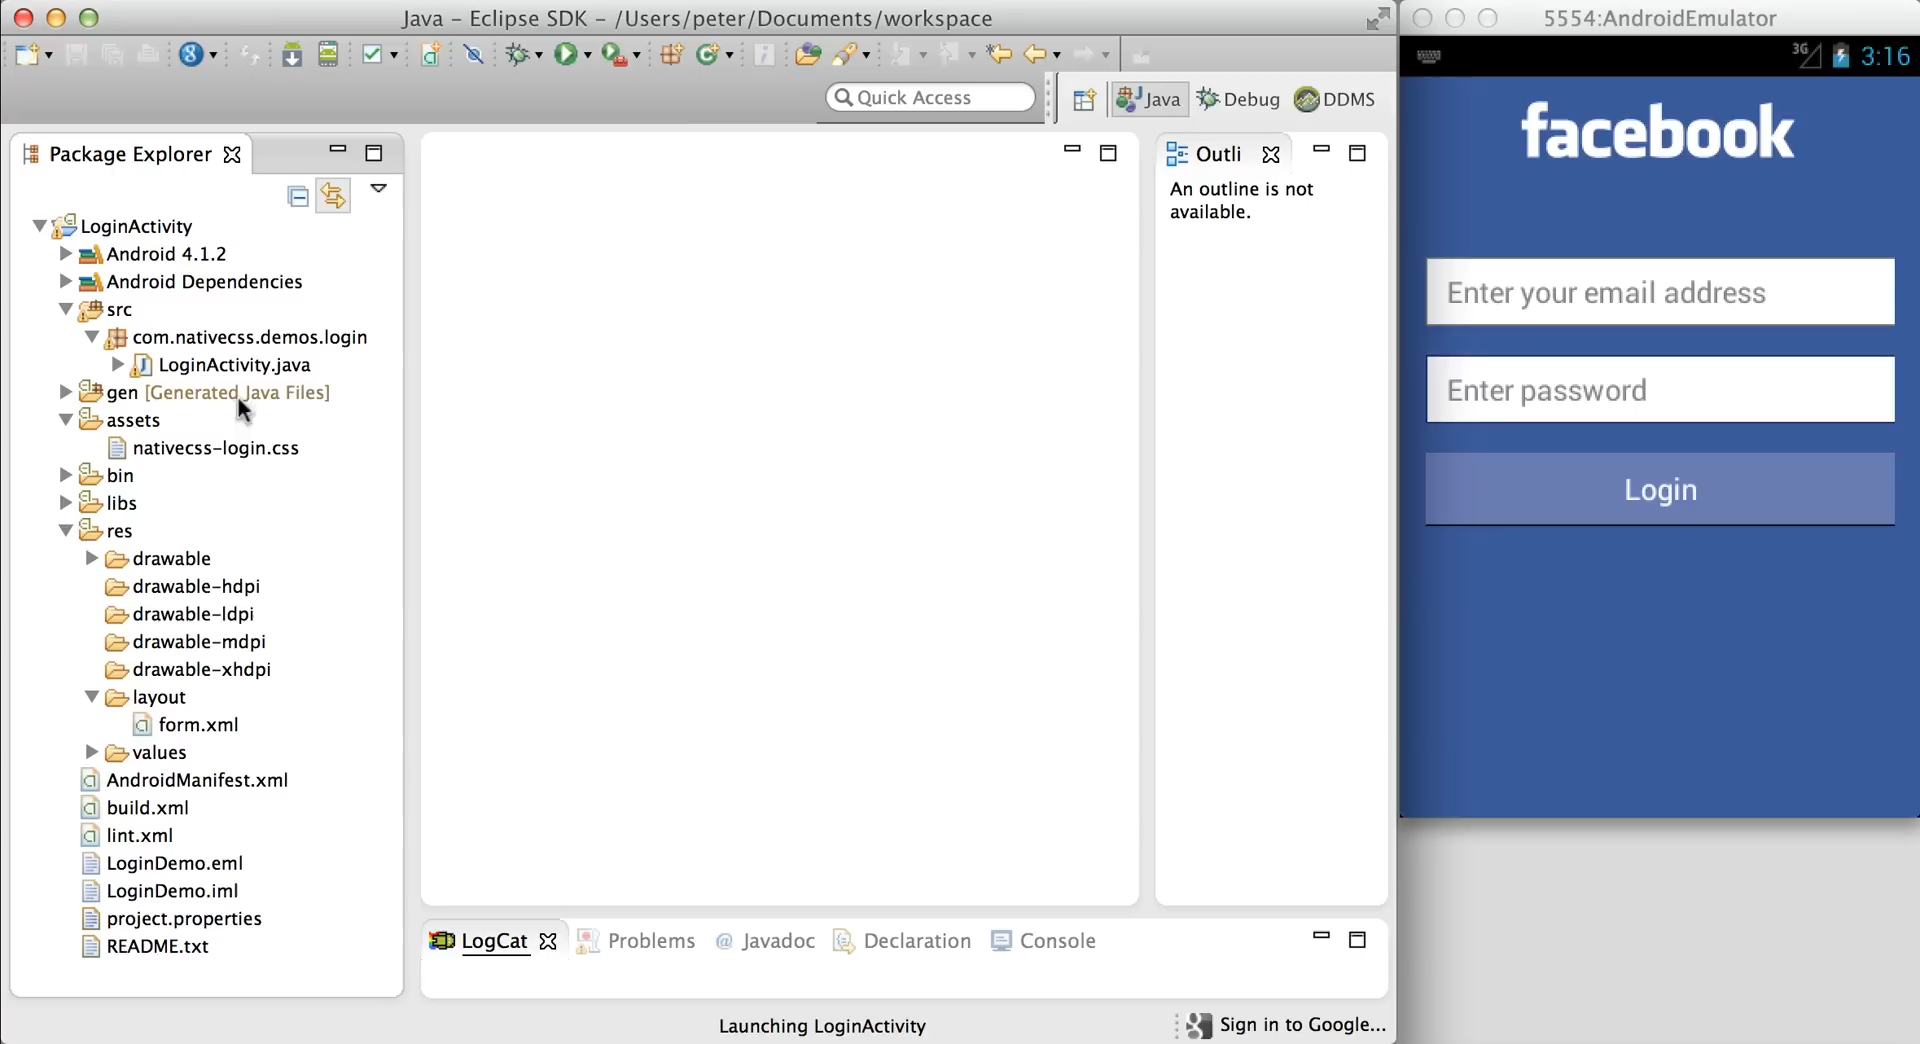 Java – Eclipse SDK – /Users/peter/Documents/workspace
Quick Access
Java
Debug
DDMS
Package Explorer
LoginActivity
Android 4.1.2
Android Dependencies
src
com.nativecss.demos.login
LoginActivity.java
gen [Generated Java Files]
assets
nativecss-login.css
bin
libs
res
drawable
drawable-hdpi
drawable-ldpi
drawable-mdpi
drawable-xhdpi
layout
form.xml
values
AndroidManifest.xml
build.xml
lint.xml
LoginDemo.eml
LoginDemo.iml
project.properties
README.txt
Outli
An outline is not
available.
LogCat
Problems
@ Javadoc
Declaration
Console
Launching LoginActivity
Sign in to Google...
5554:AndroidEmulator
3G
3:16
facebook
Enter your email address
Enter password
Login